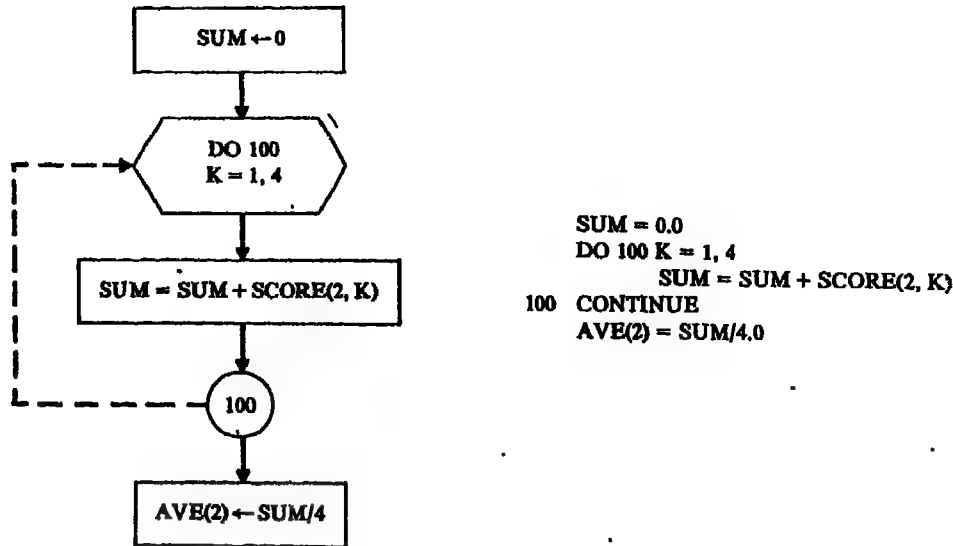 SUM ← 0
DO 100
K = 1, 4
SUM = SUM + SCORE(2, K)
100
AVE(2) ← SUM/4
SUM = 0.0
DO 100 K = 1, 4
SUM = SUM + SCORE(2, K)
100 CONTINUE
AVE(2) = SUM/4.0